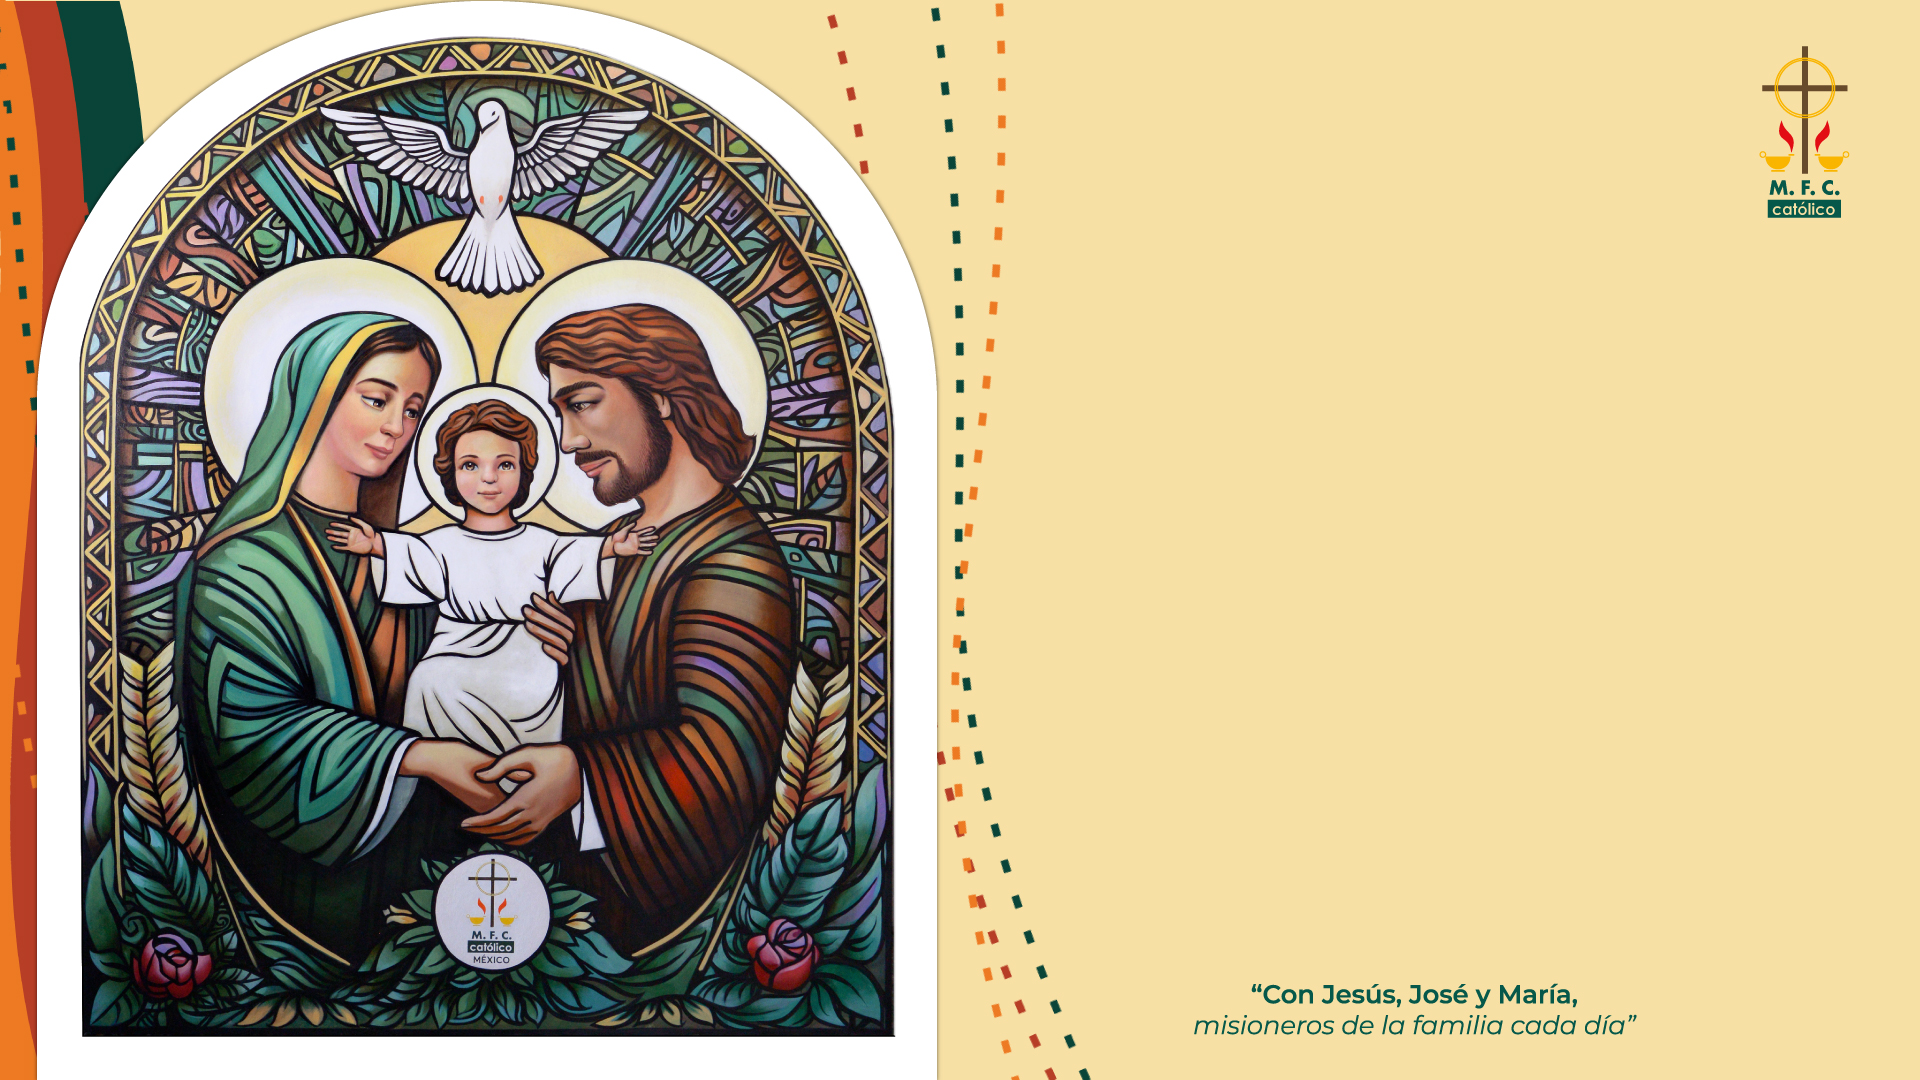 M. F. C.
católico
M. F. C.
católico
MÉXICO
“Con Jesús, José y María,
misioneros de la familia cada día”